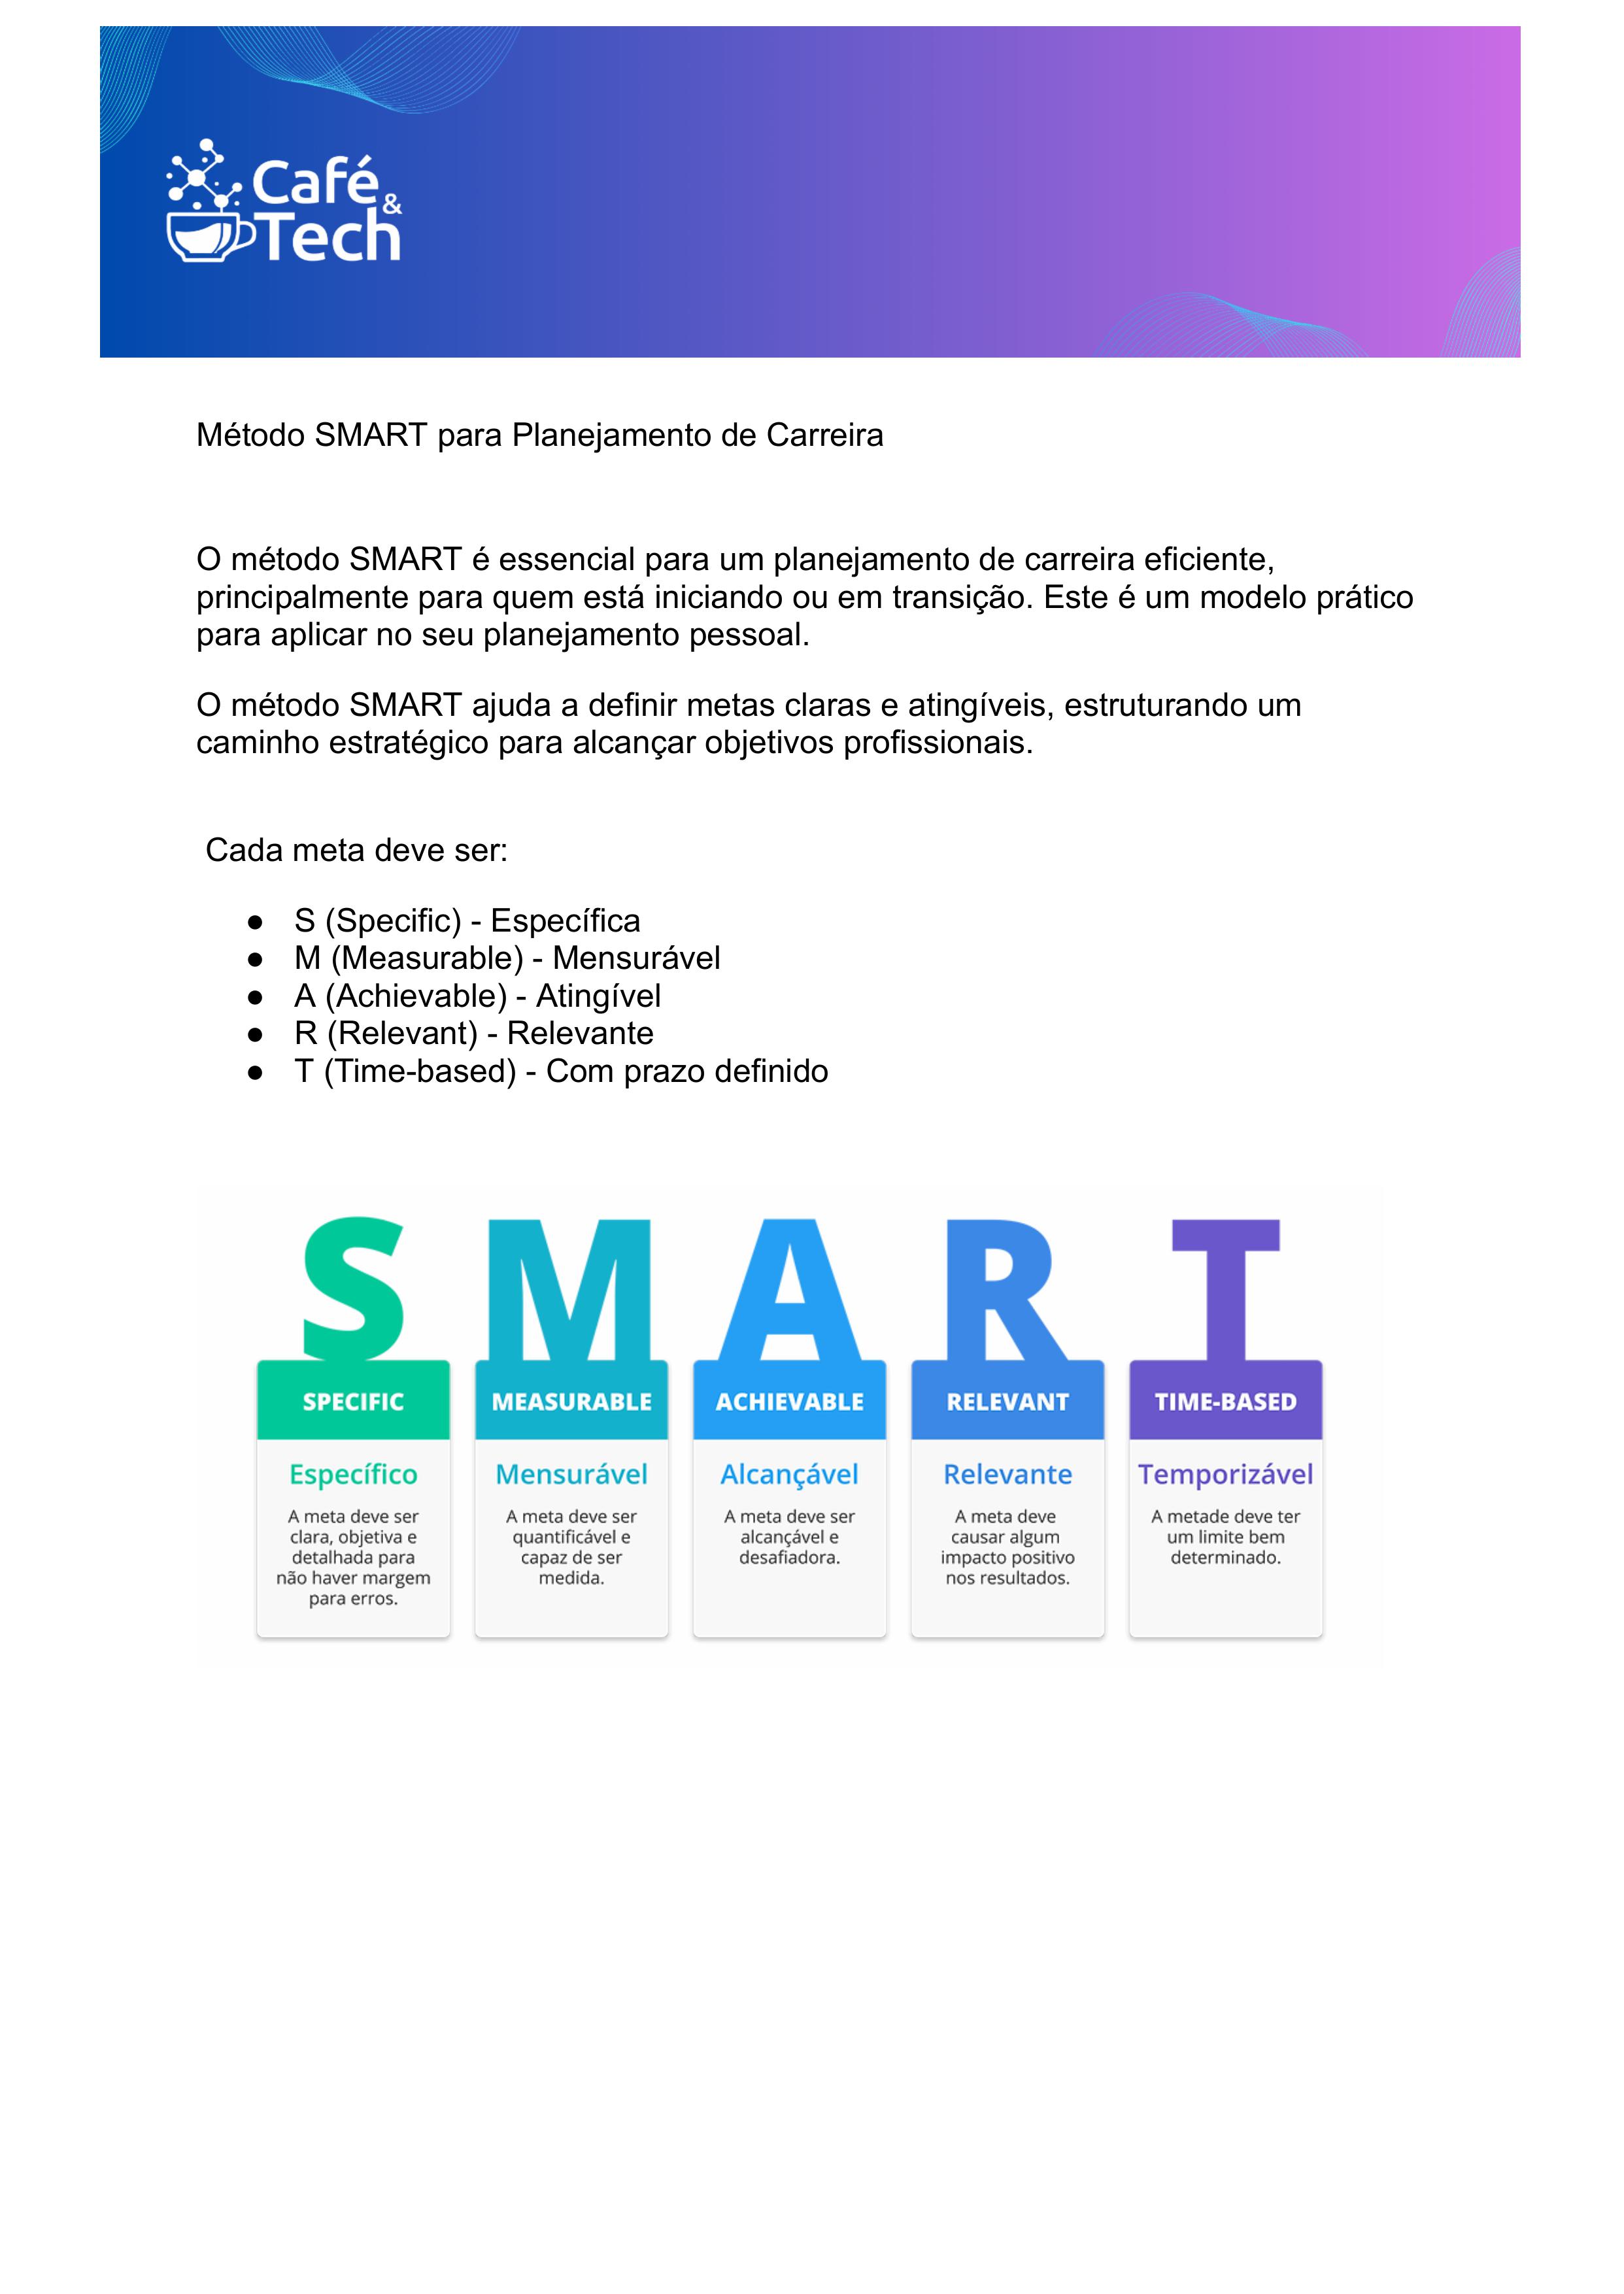 Café
&
Tech
Método SMART para Planejamento de Carreira
O método SMART é essencial para um planejamento de carreira eficiente,
principalmente para quem está iniciando ou em transição. Este é um modelo prático
para aplicar no seu planejamento pessoal.
O método SMART ajuda a definir metas claras e atingíveis, estruturando um
caminho estratégico para alcançar objetivos profissionais.
Cada meta deve ser:
● S (Specific) - Específica
● M (Measurable) - Mensurável
● A (Achievable) - Atingível
● R (Relevant) - Relevante
● T (Time-based) - Com prazo definido
S
SPECIFIC
Específico
A meta deve ser
clara, objetiva e
detalhada para
não haver margem
para erros.
M
MEASURABLE
Mensurável
A meta deve ser
quantificável e
capaz de ser
medida.
A
ACHIEVABLE
Alcançável
A meta deve ser
alcançável e
desafiadora.
R
RELEVANT
Relevante
A meta deve
causar algum
impacto positivo
nos resultados.
T
TIME-BASED
Temporizável
A metade deve ter
um limite bem
determinado.